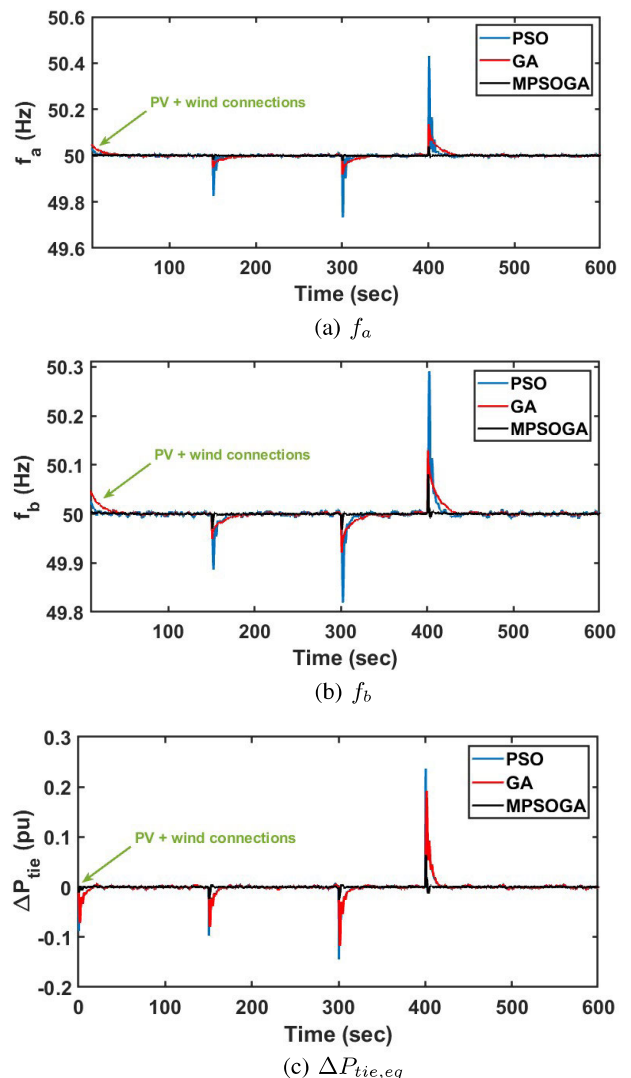 50.6
50.4
50.2
50
49.8
49.6
f_a (Hz)
PSO
GA
MPSOGA
PV + wind connections
100 200 300 400 500 600
Time (sec)
(a) f_a
50.3
50.2
50.1
50
49.9
49.8
f_b (Hz)
PSO
GA
MPSOGA
PV + wind connections
100 200 300 400 500 600
Time (sec)
(b) f_b
0.3
0.2
0.1
0
-0.1
-0.2
ΔP_tie (pu)
PSO
GA
MPSOGA
PV + wind connections
0 100 200 300 400 500 600
Time (sec)
(c) ΔP_{tie,eq}